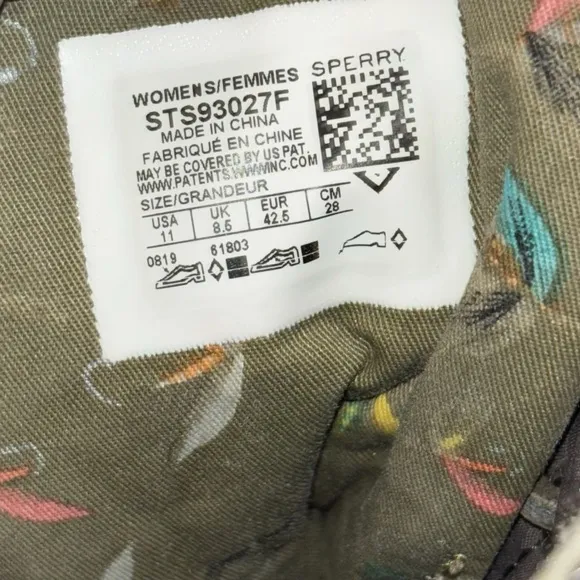 WOMENS/FEMMES
SPERRY
STS93027F
MADE IN CHINA
FABRIQUÉ EN CHINE
MAY BE COVERED BY US PAT.
WWW.PATENTS.WWWINC.COM
SIZE/GRANDEUR
USA UK EUR CM
11 8.5 42.5 28
0819 61803